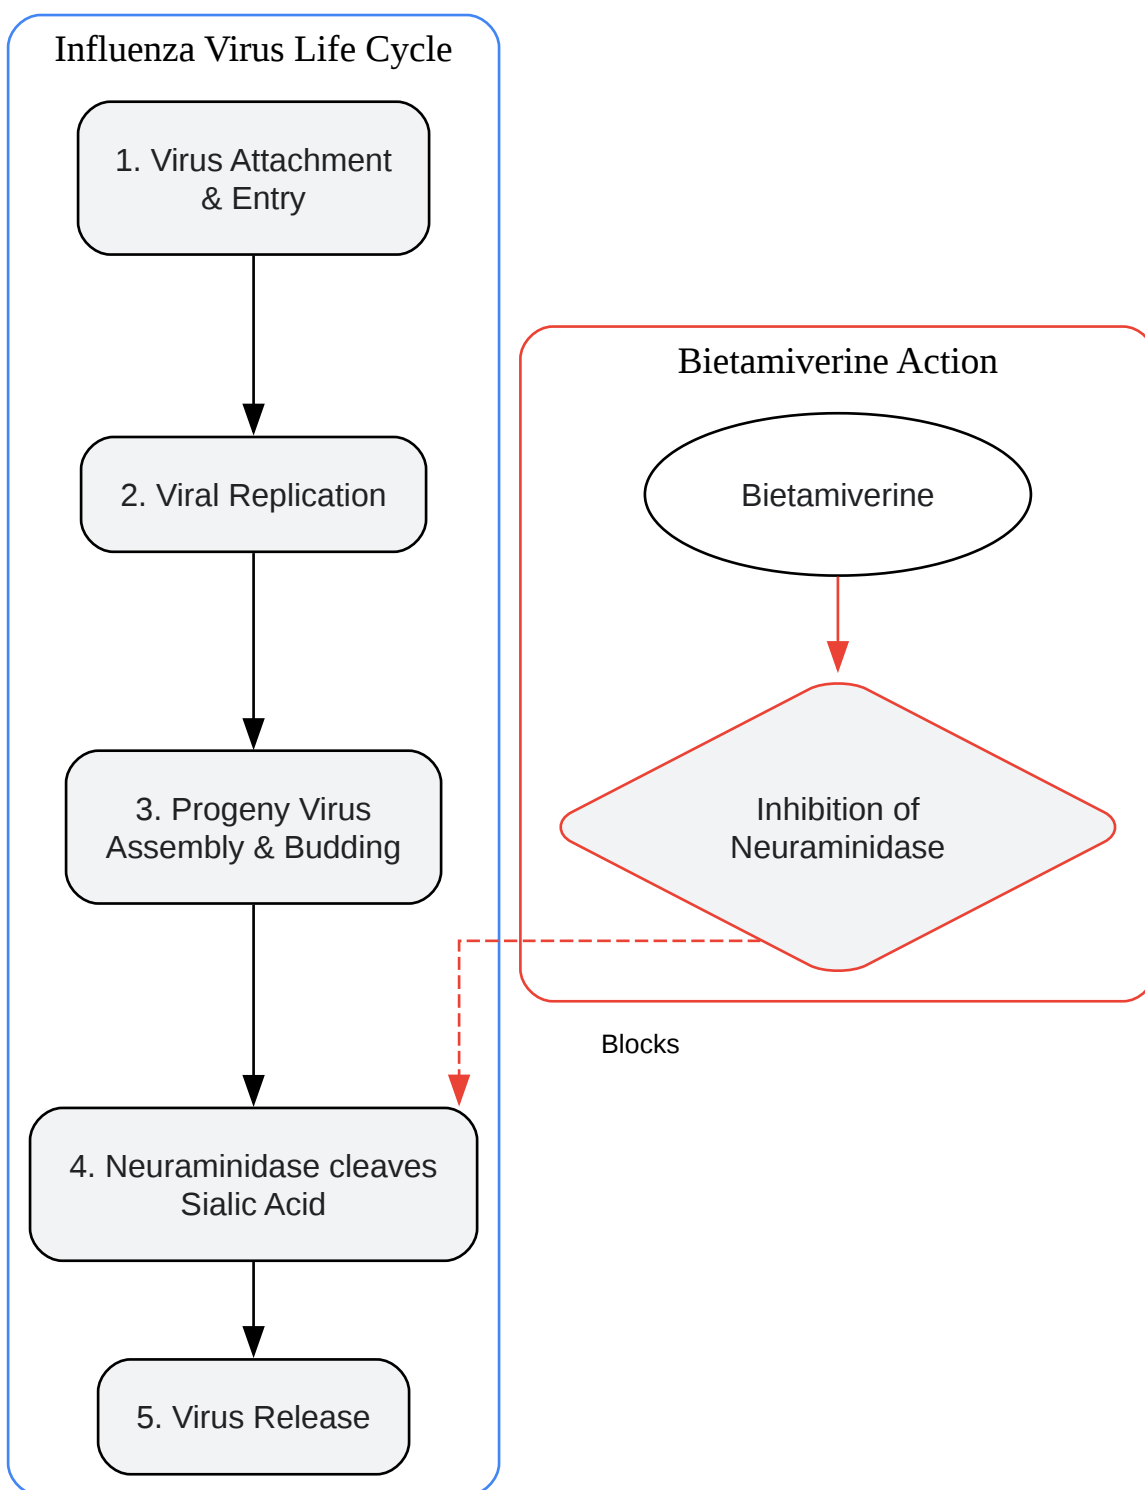 Influenza Virus Life Cycle
1. Virus Attachment
& Entry
2. Viral Replication
3. Progeny Virus
Assembly & Budding
4. Neuraminidase cleaves
Sialic Acid
5. Virus Release
Bietamiverine Action
Bietamiverine
Inhibition of
Neuraminidase
Blocks